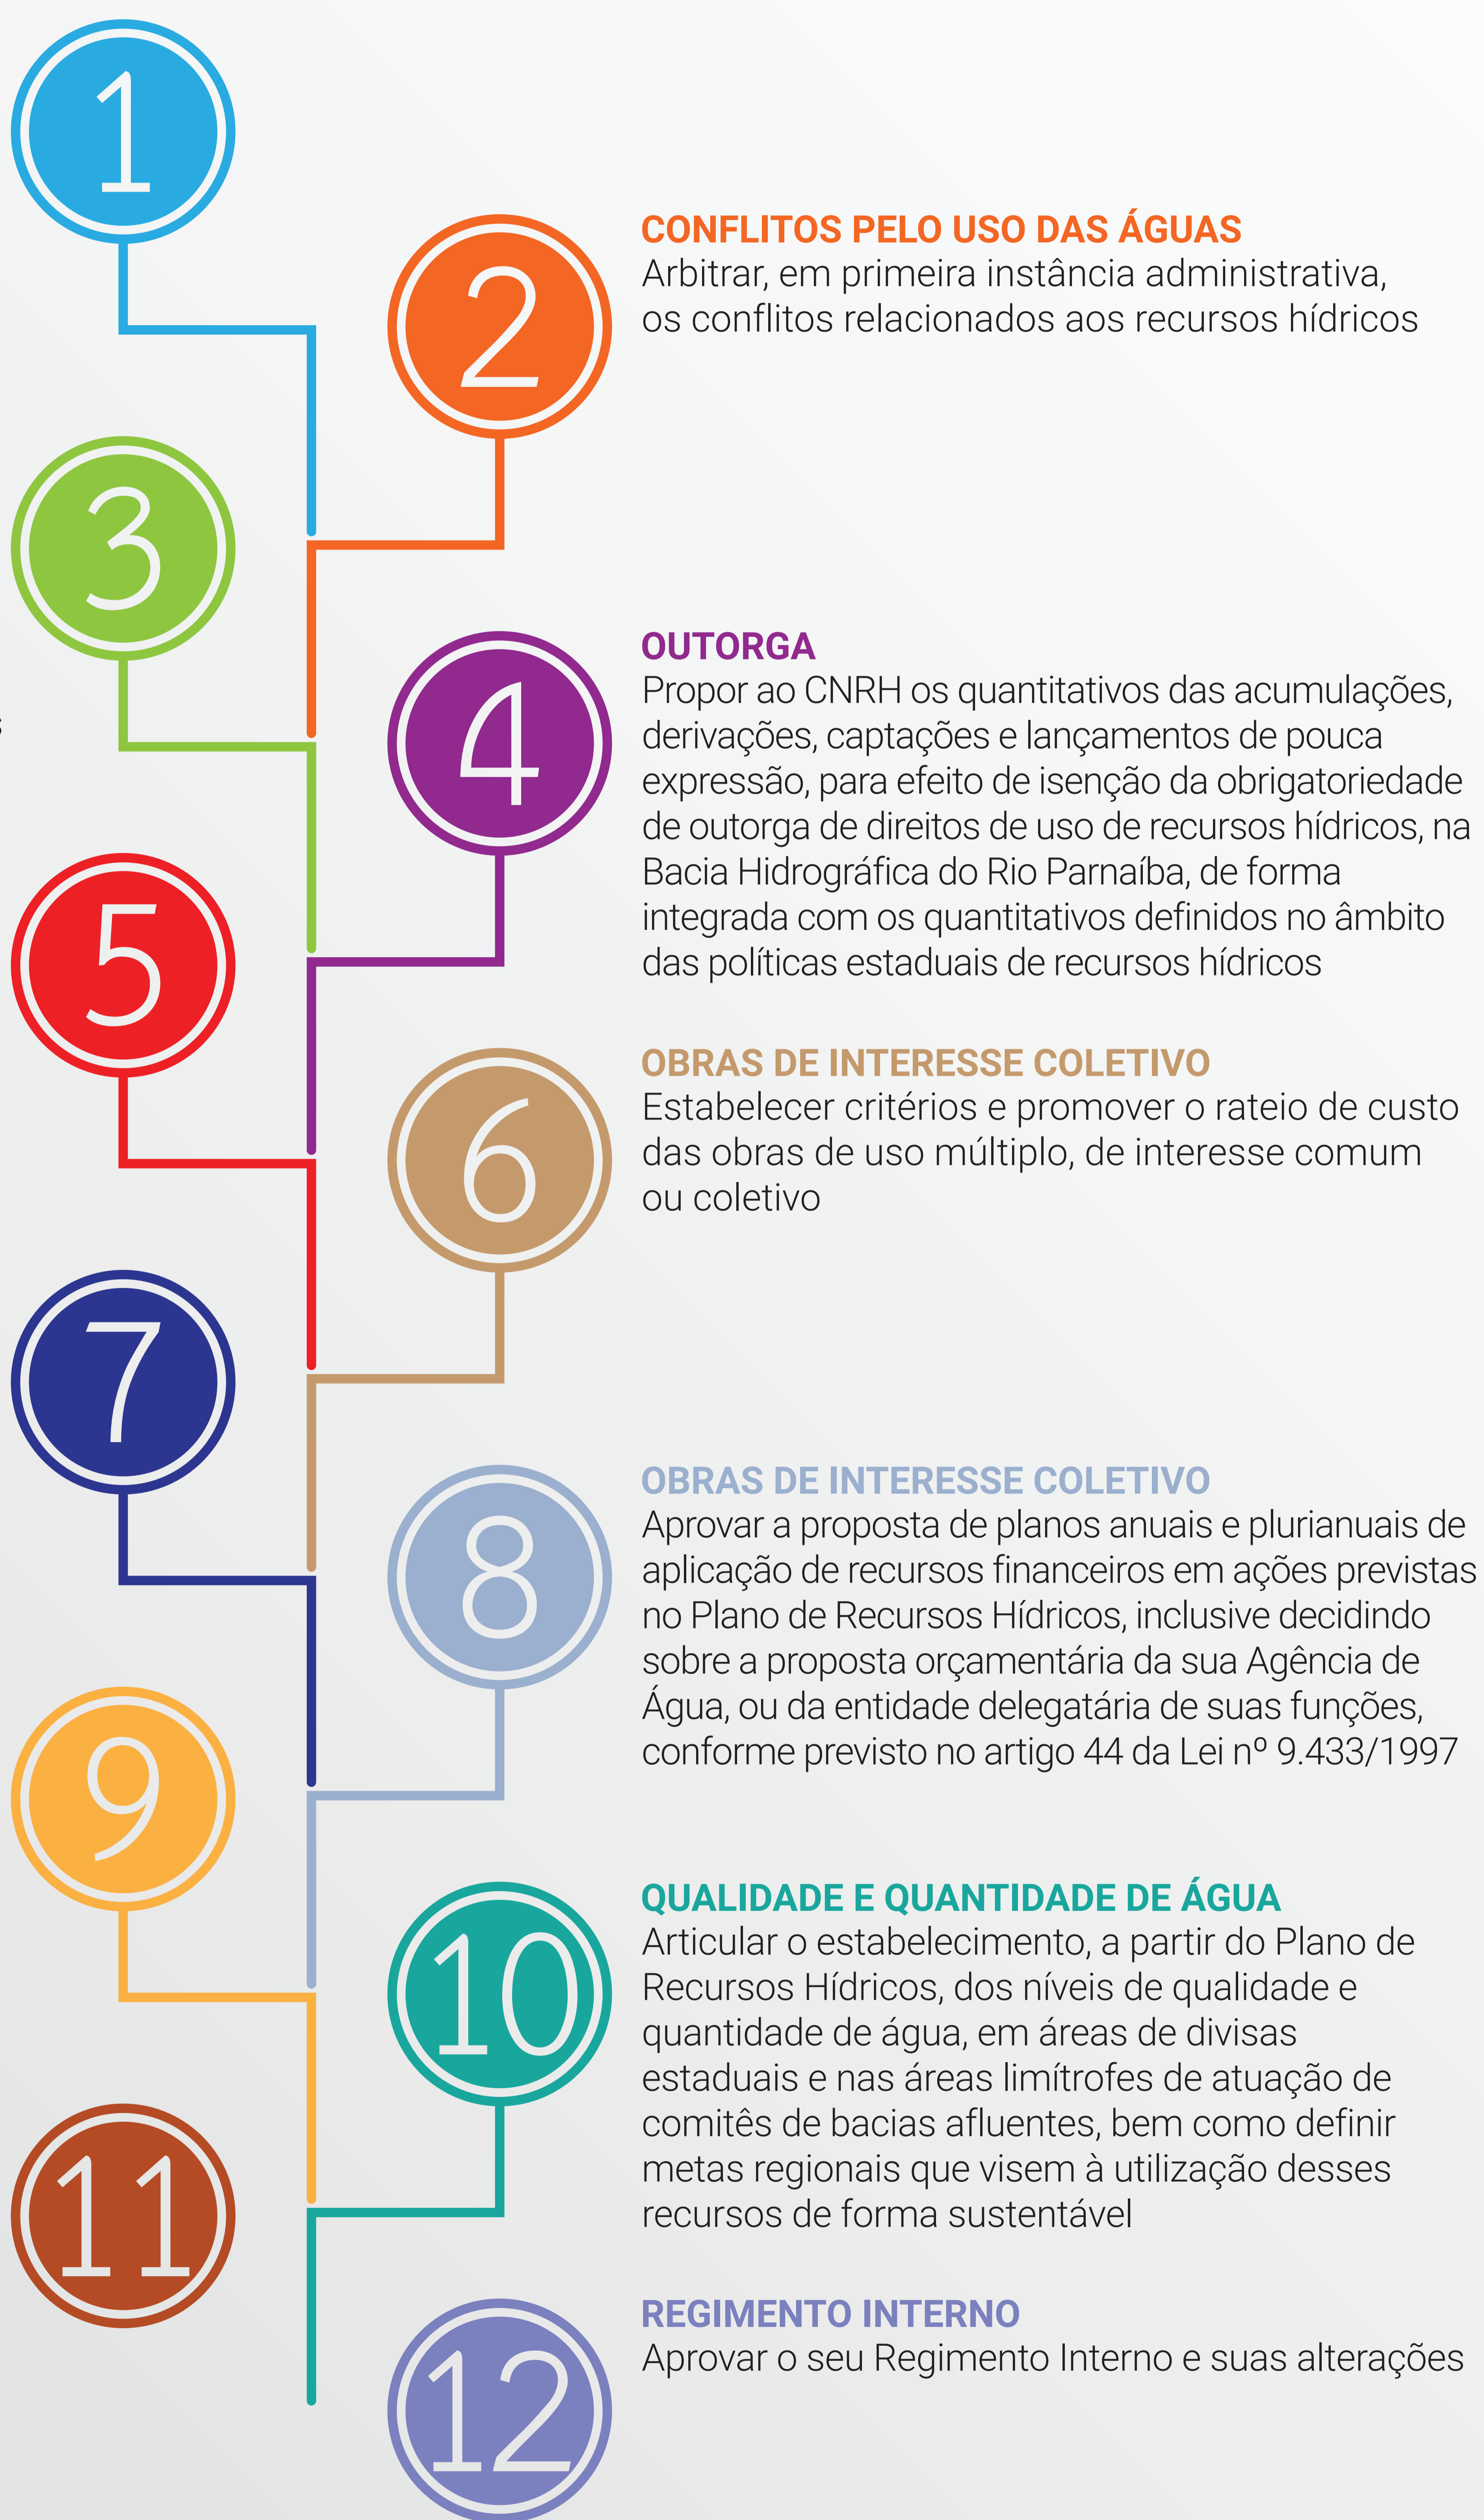 1
2
CONFLITOS PELO USO DAS ÁGUAS
Arbitrar, em primeira instância administrativa,
os conflitos relacionados aos recursos hídricos
3
4
OUTORGA
Propor ao CNRH os quantitativos das acumulações,
derivações, captações e lançamentos de pouca
expressão, para efeito de isenção da obrigatoriedade
de outorga de direitos de uso de recursos hídricos, na
Bacia Hidrográfica do Rio Parnaíba, de forma
integrada com os quantitativos definidos no âmbito
das políticas estaduais de recursos hídricos
5
6
OBRAS DE INTERESSE COLETIVO
Estabelecer critérios e promover o rateio de custo
das obras de uso múltiplo, de interesse comum
ou coletivo
7
8
OBRAS DE INTERESSE COLETIVO
Aprovar a proposta de planos anuais e plurianuais de
aplicação de recursos financeiros em ações previstas
no Plano de Recursos Hídricos, inclusive decidindo
sobre a proposta orçamentária da sua Agência de
Água, ou da entidade delegatária de suas funções,
conforme previsto no artigo 44 da Lei nº 9.433/1997
9
10
QUALIDADE E QUANTIDADE DE ÁGUA
Articular o estabelecimento, a partir do Plano de
Recursos Hídricos, dos níveis de qualidade e
quantidade de água, em áreas de divisas
estaduais e nas áreas limítrofes de atuação de
comitês de bacias afluentes, bem como definir
metas regionais que visem à utilização desses
recursos de forma sustentável
11
12
REGIMENTO INTERNO
Aprovar o seu Regimento Interno e suas alterações